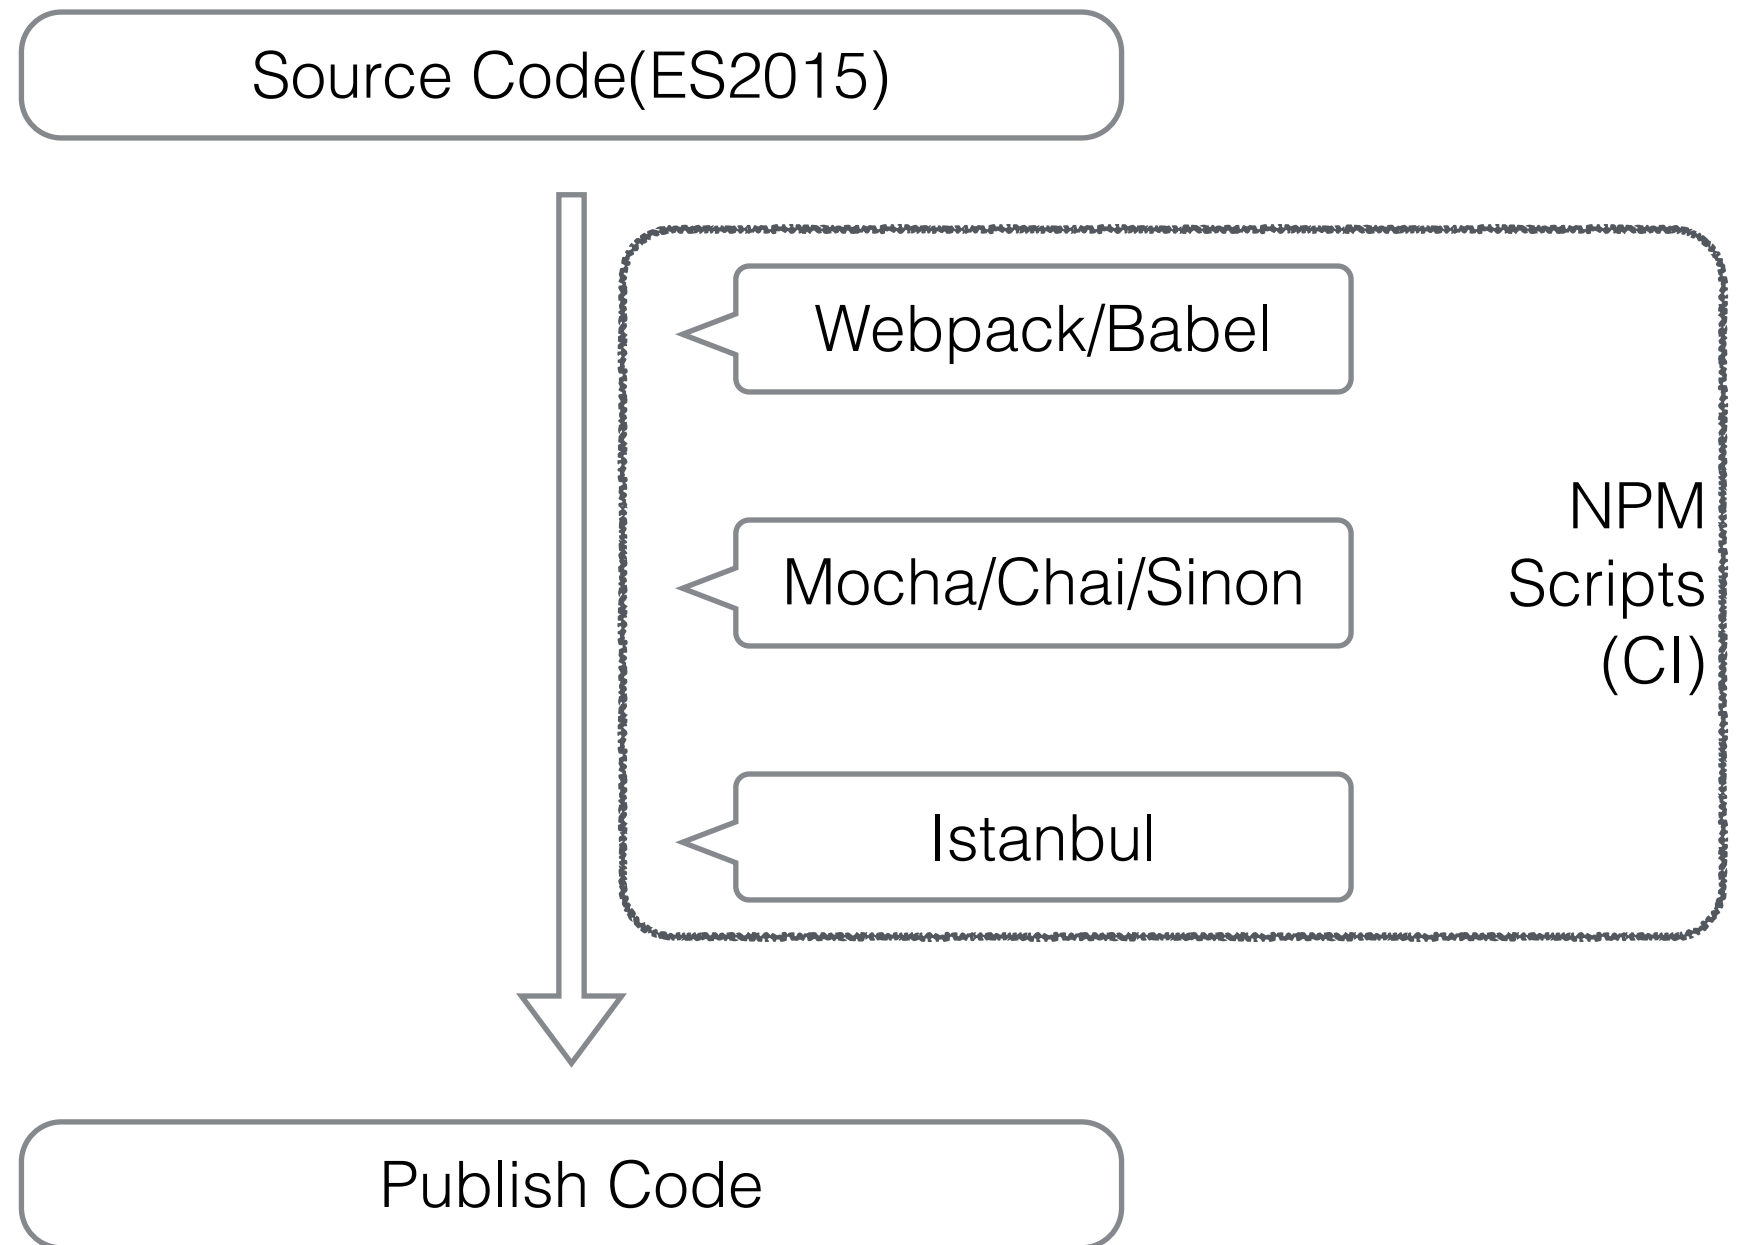 Source Code(ES2015)
Webpack/Babel
Mocha/Chai/Sinon
NPM
Scripts
(CI)
Istanbul
Publish Code